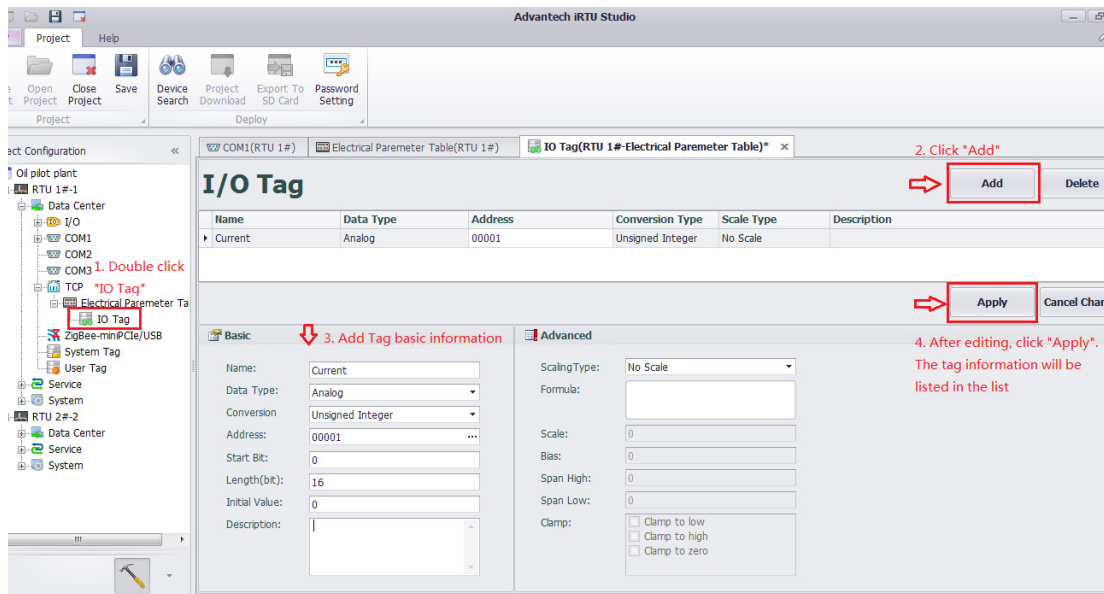 Advantech iRTU Studio
Project Help
Open Project
Close Project
Save
Device Search
Project Download
Export To SD Card
Password Setting
Project
Deploy
ect Configuration «
COM1(RTU 1#)
Electrical Paremeter Table(RTU 1#)
IO Tag(RTU 1#-Electrical Paremeter Table)* ×
Oil pilot plant
RTU 1#-1
Data Center
I/O
COM1
COM2
COM3
TCP
Electrical Paremeter Ta
IO Tag
ZigBee-miniPCIe/USB
System Tag
User Tag
Service
System
RTU 2#-2
Data Center
Service
System
1. Double click
"IO Tag"
I/O Tag
2. Click "Add"
Add Delete
Name Data Type Address Conversion Type Scale Type Description
Current Analog 00001 Unsigned Integer No Scale
Apply Cancel Chan
Basic
3. Add Tag basic information
Name: Current
Data Type: Analog
Conversion Unsigned Integer
Address: 00001 ...
Start Bit: 0
Length(bit): 16
Initial Value: 0
Description:
Advanced
ScalingType: No Scale
Formula:
Scale: 0
Bias: 0
Span High: 0
Span Low: 0
Clamp: Clamp to low
Clamp to high
Clamp to zero
4. After editing, click "Apply".
The tag information will be
listed in the list